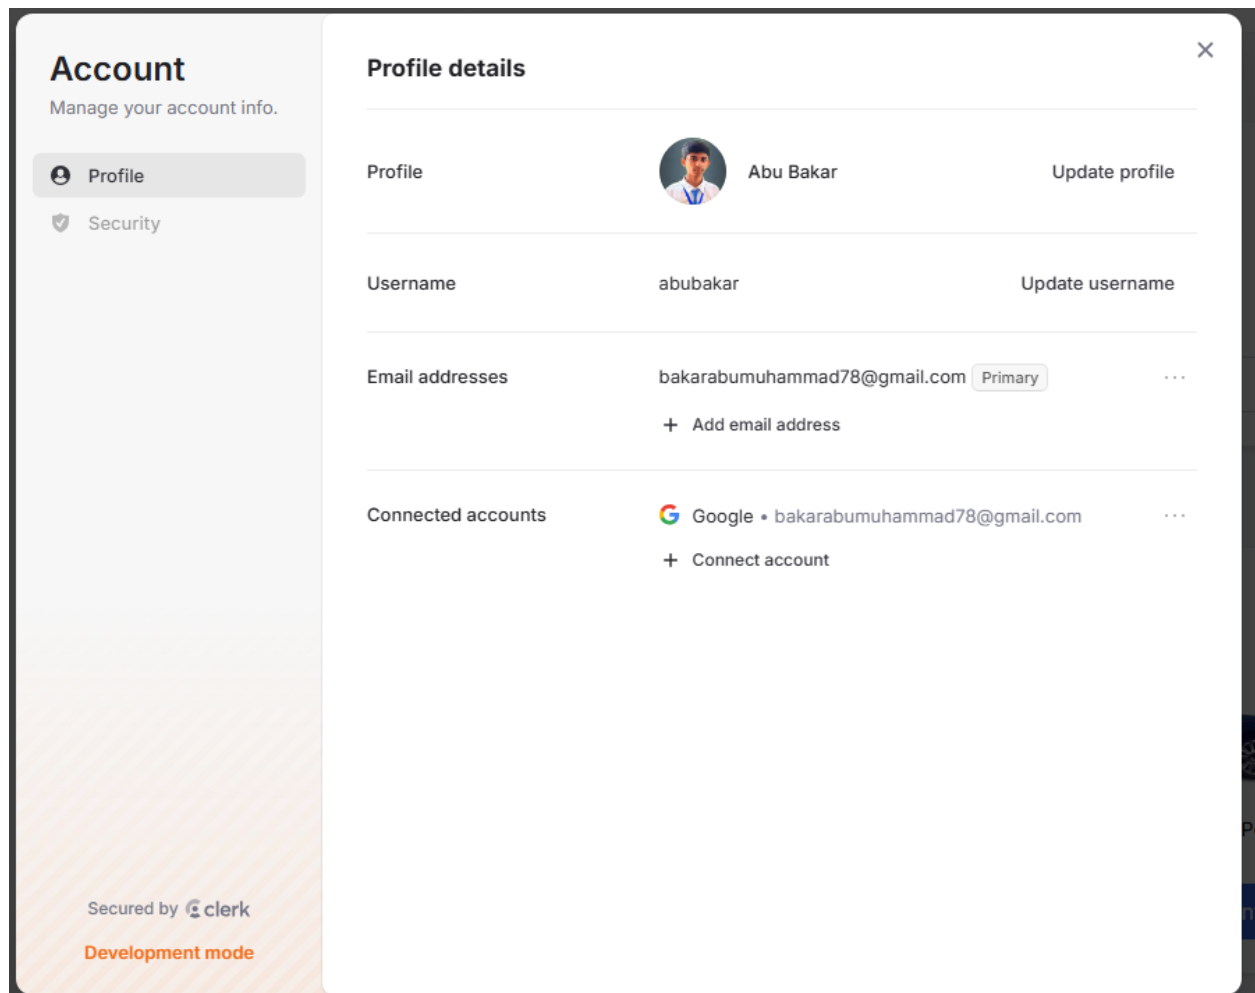 Account
Manage your account info.
Profile
Security
Secured by clerk
Development mode
Profile details
Profile
Abu Bakar
Update profile
Username
abubakar
Update username
Email addresses
bakarabumuhammad78@gmail.com Primary
+ Add email address
Connected accounts
Google • bakarabumuhammad78@gmail.com
+ Connect account